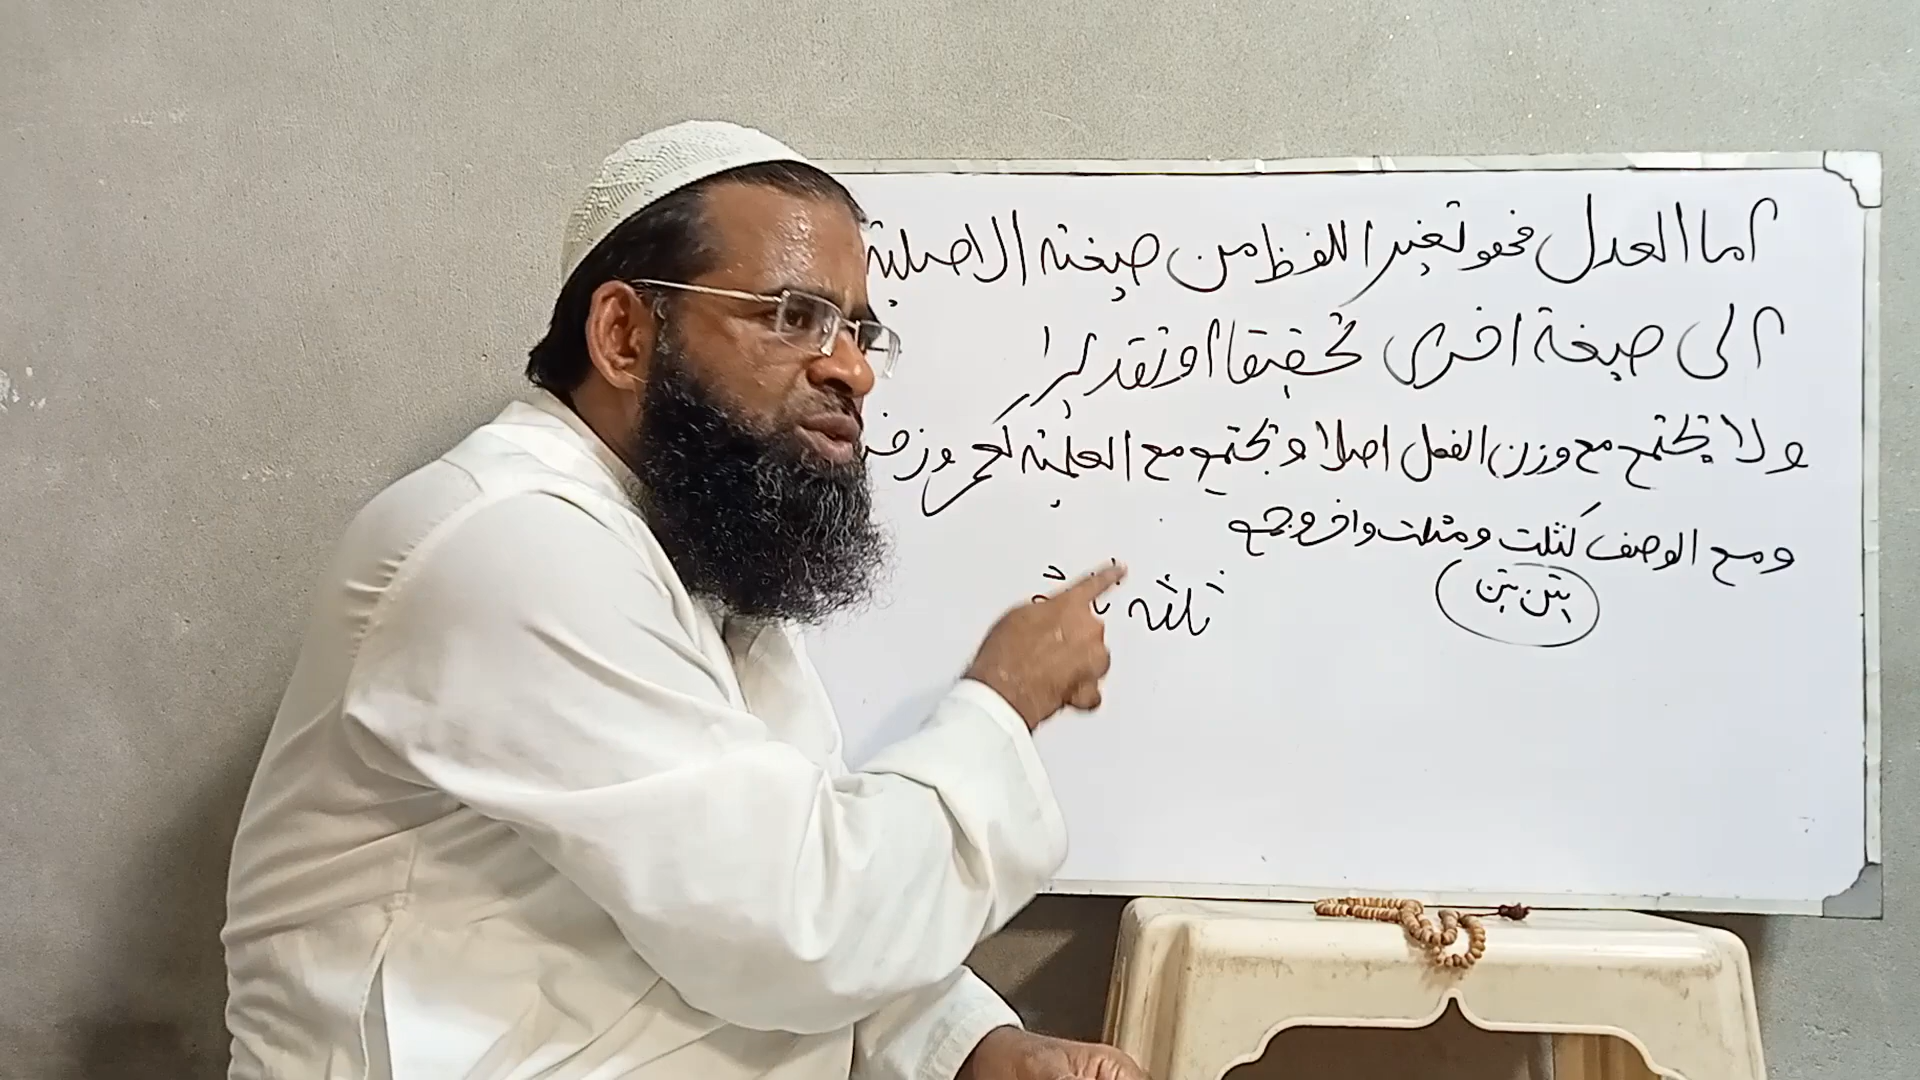 اما العدل فهو تغير اللفظ من صيغته الاصلية
الى صيغة اخرى تحقيقا او تقديرا
ولا يجتمع مع وزن الفعل اصلا ويجتمع مع العلمية كعمر وزفر
ومع الوصف كثلث ومثلث واخر وجمع
ثلثة